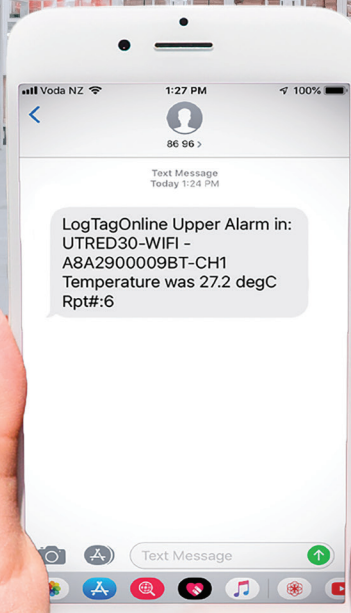 Voda NZ 1:27 PM 100%
86 96 >
Text Message
Today 1:24 PM
LogTagOnline Upper Alarm in:
UTRED30-WIFI -
A8A2900009BT-CH1
Temperature was 27.2 degC
Rpt#:6
Text Message